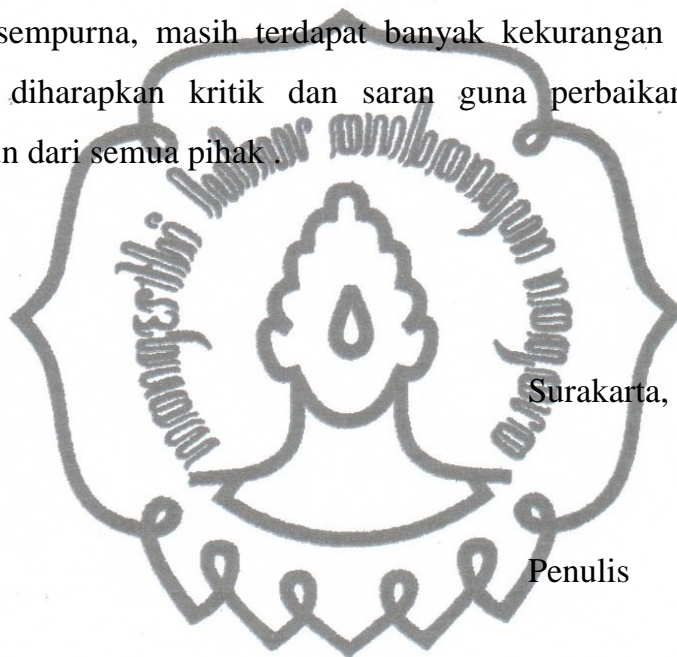 sempurna, masih terdapat banyak kekurangan
diharapkan kritik dan saran guna perbaikan
dari semua pihak .
Surakarta,
Penulis